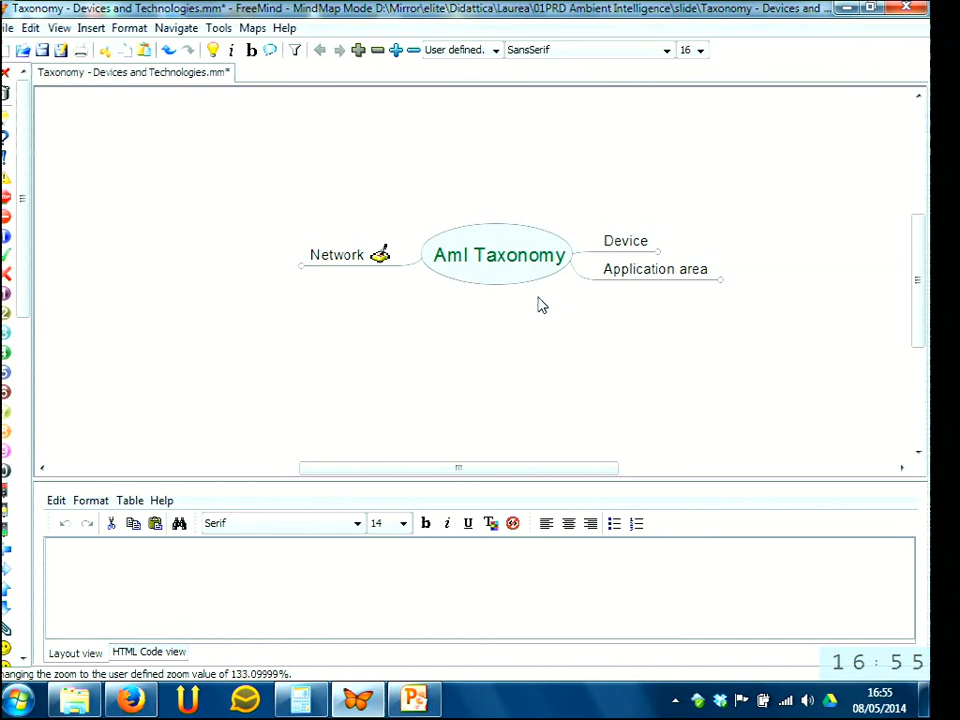 Taxonomy - Devices and Technologies.mm* - FreeMind - MindMap Mode D:\Mirror\elite\Didattica\Laurea\01PRD Ambient Intelligence\slide\Taxonomy - Devices and ...
ile Edit View Insert Format Navigate Tools Maps Help
User defined. SansSerif 16
Taxonomy - Devices and Technologies.mm*
Device
Network AmI Taxonomy
Application area
Edit Format Table Help
Serif 14
Layout view HTML Code view
16:55
hanging the zoom to the user defined zoom value of 133.09999%.
16:55
08/05/2014